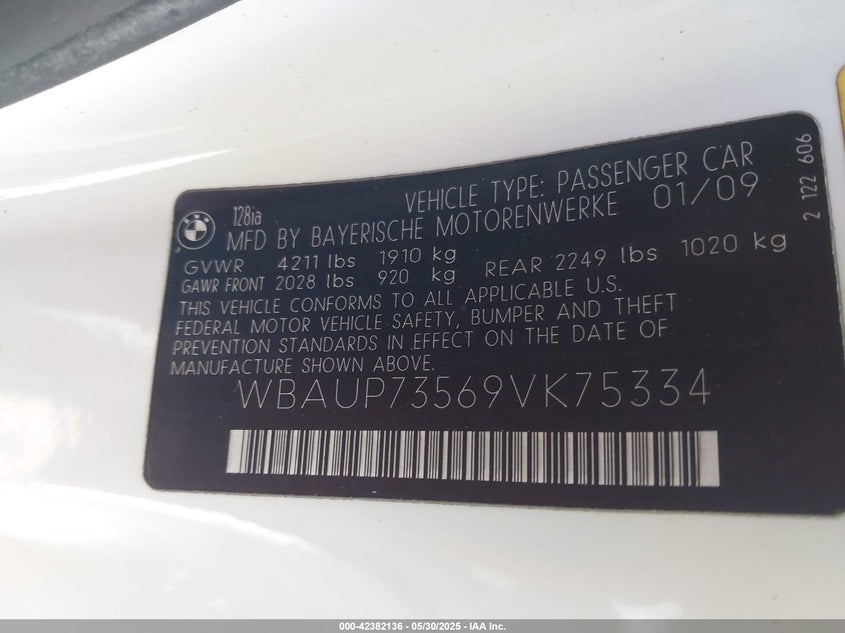 VEHICLE TYPE: PASSENGER CAR
128ia
MFD BY BAYERISCHE MOTORENWERKE 01/09
GVWR 4211 lbs 1910 kg
GAWR FRONT 2028 lbs 920 kg REAR 2249 lbs 1020 kg
THIS VEHICLE CONFORMS TO ALL APPLICABLE U.S.
FEDERAL MOTOR VEHICLE SAFETY, BUMPER AND THEFT
PREVENTION STANDARDS IN EFFECT ON THE DATE OF
MANUFACTURE SHOWN ABOVE.
WBAUP73569VK75334
2 122 606
BMW
000-42382136 - 05/30/2025 - IAA Inc.